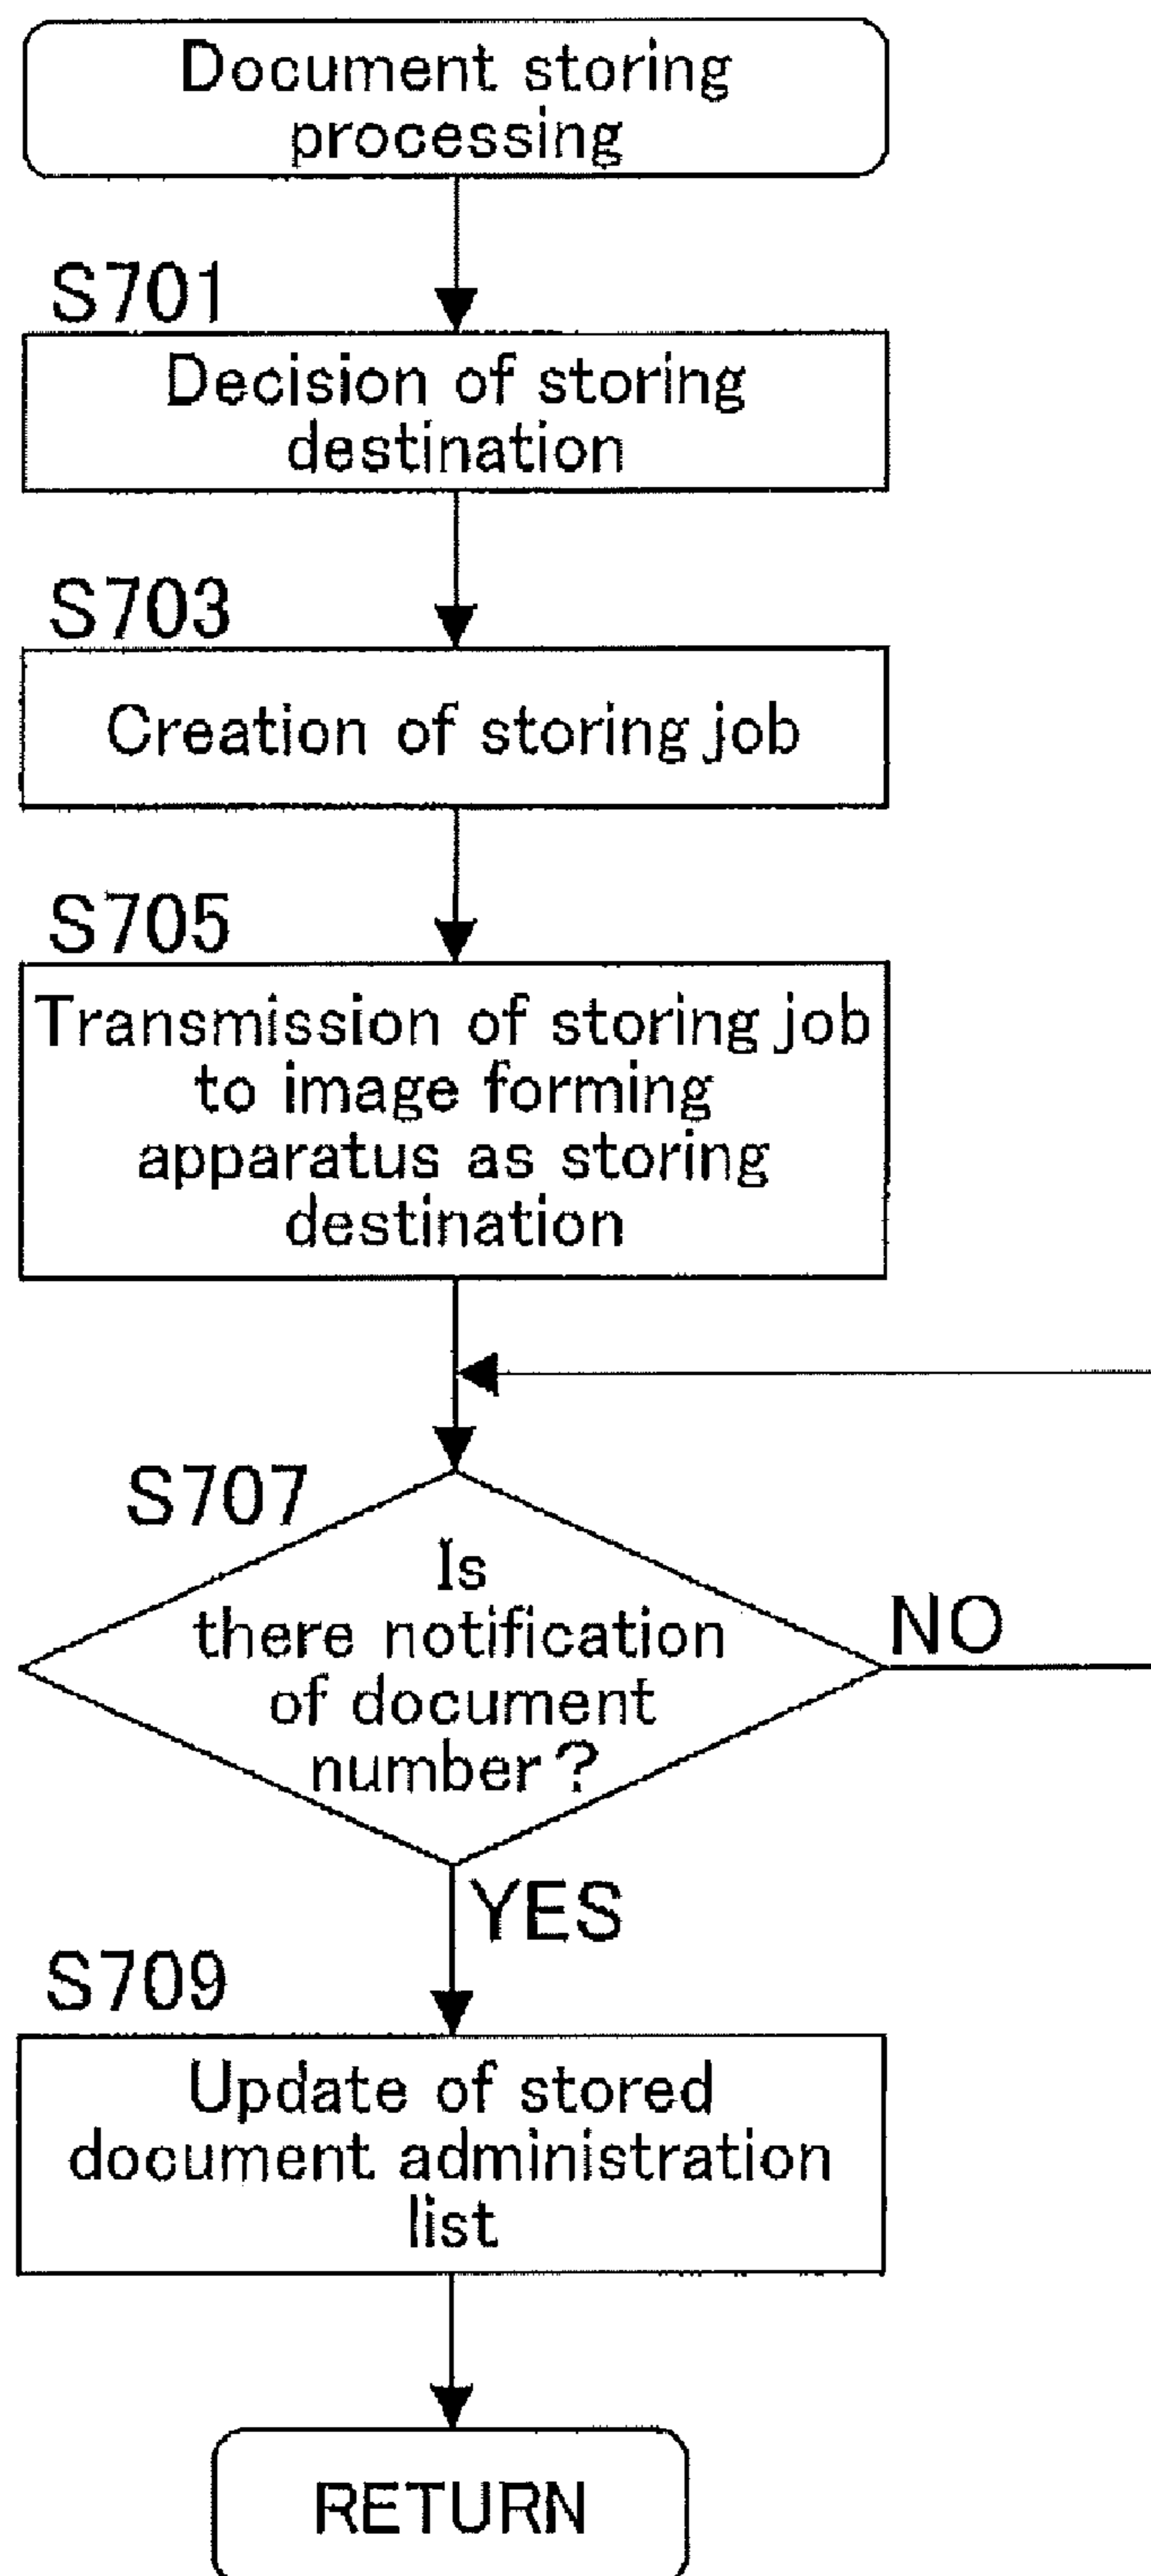 Document storing
processing
S701
Decision of storing
destination
S703
Creation of storing job
S705
Transmission of storing job
to image forming
apparatus as storing
destination
S707
Is
there notification
of document
number?
NO
YES
S709
Update of stored
document administration
list
RETURN